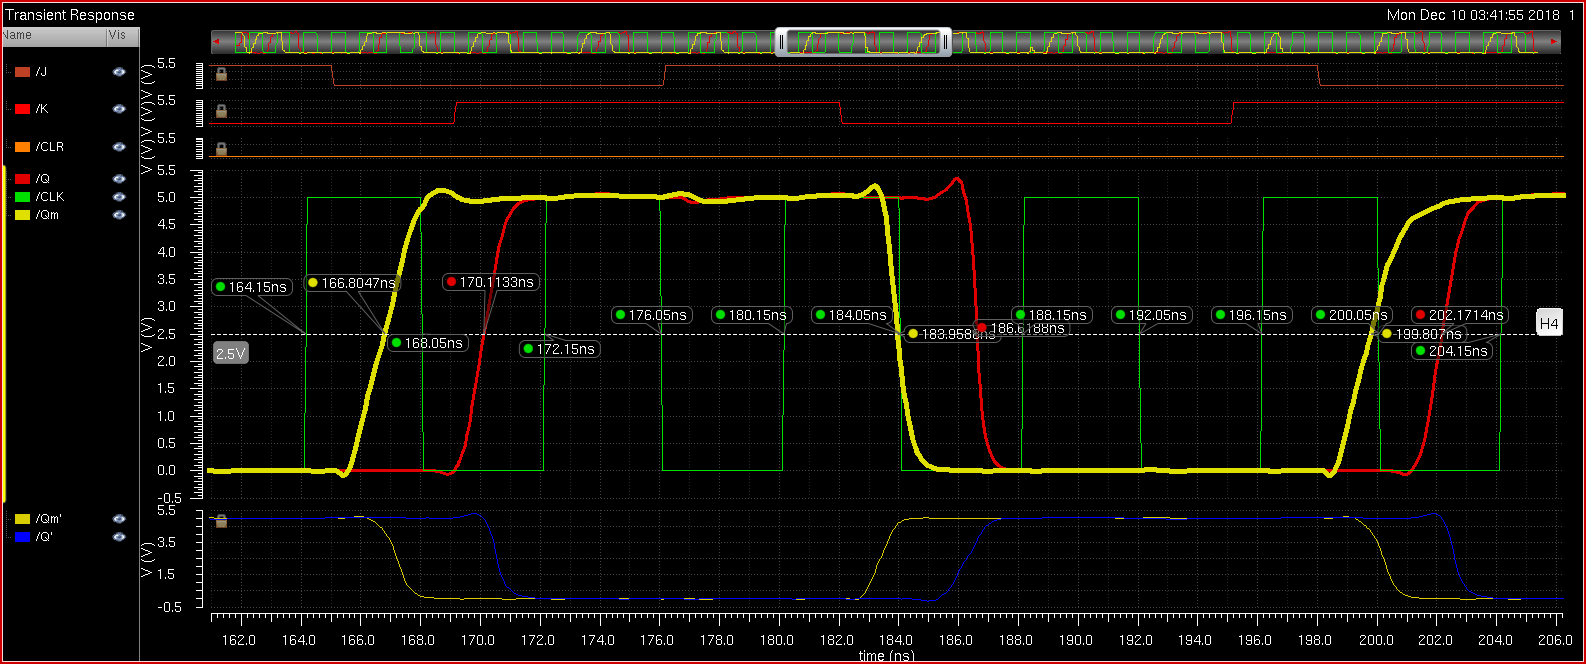 Transient Response
Mon Dec 10 03:41:55 2018 1
Name Vis
/J
/K
/CLR
/Q
/CLK
/Qm
/Qm'
/Q'
5.5
V (V)
5.5
V (V)
5.5
V (V)
5.5
5.0
4.5
4.0
3.5
3.0
2.5
2.0
1.5
1.0
0.5
0.0
-0.5
V (V)
164.15ns
166.8047ns
170.1133ns
168.05ns
172.15ns
176.05ns
180.15ns
184.05ns
183.9588ns
186.6188ns
188.15ns
192.05ns
196.15ns
200.05ns
202.1714ns
199.807ns
204.15ns
2.5V
H4
5.5
3.5
1.5
-0.5
V (V)
162.0 164.0 166.0 168.0 170.0 172.0 174.0 176.0 178.0 180.0 182.0 184.0 186.0 188.0 190.0 192.0 194.0 196.0 198.0 200.0 202.0 204.0 206.0
time (ns)